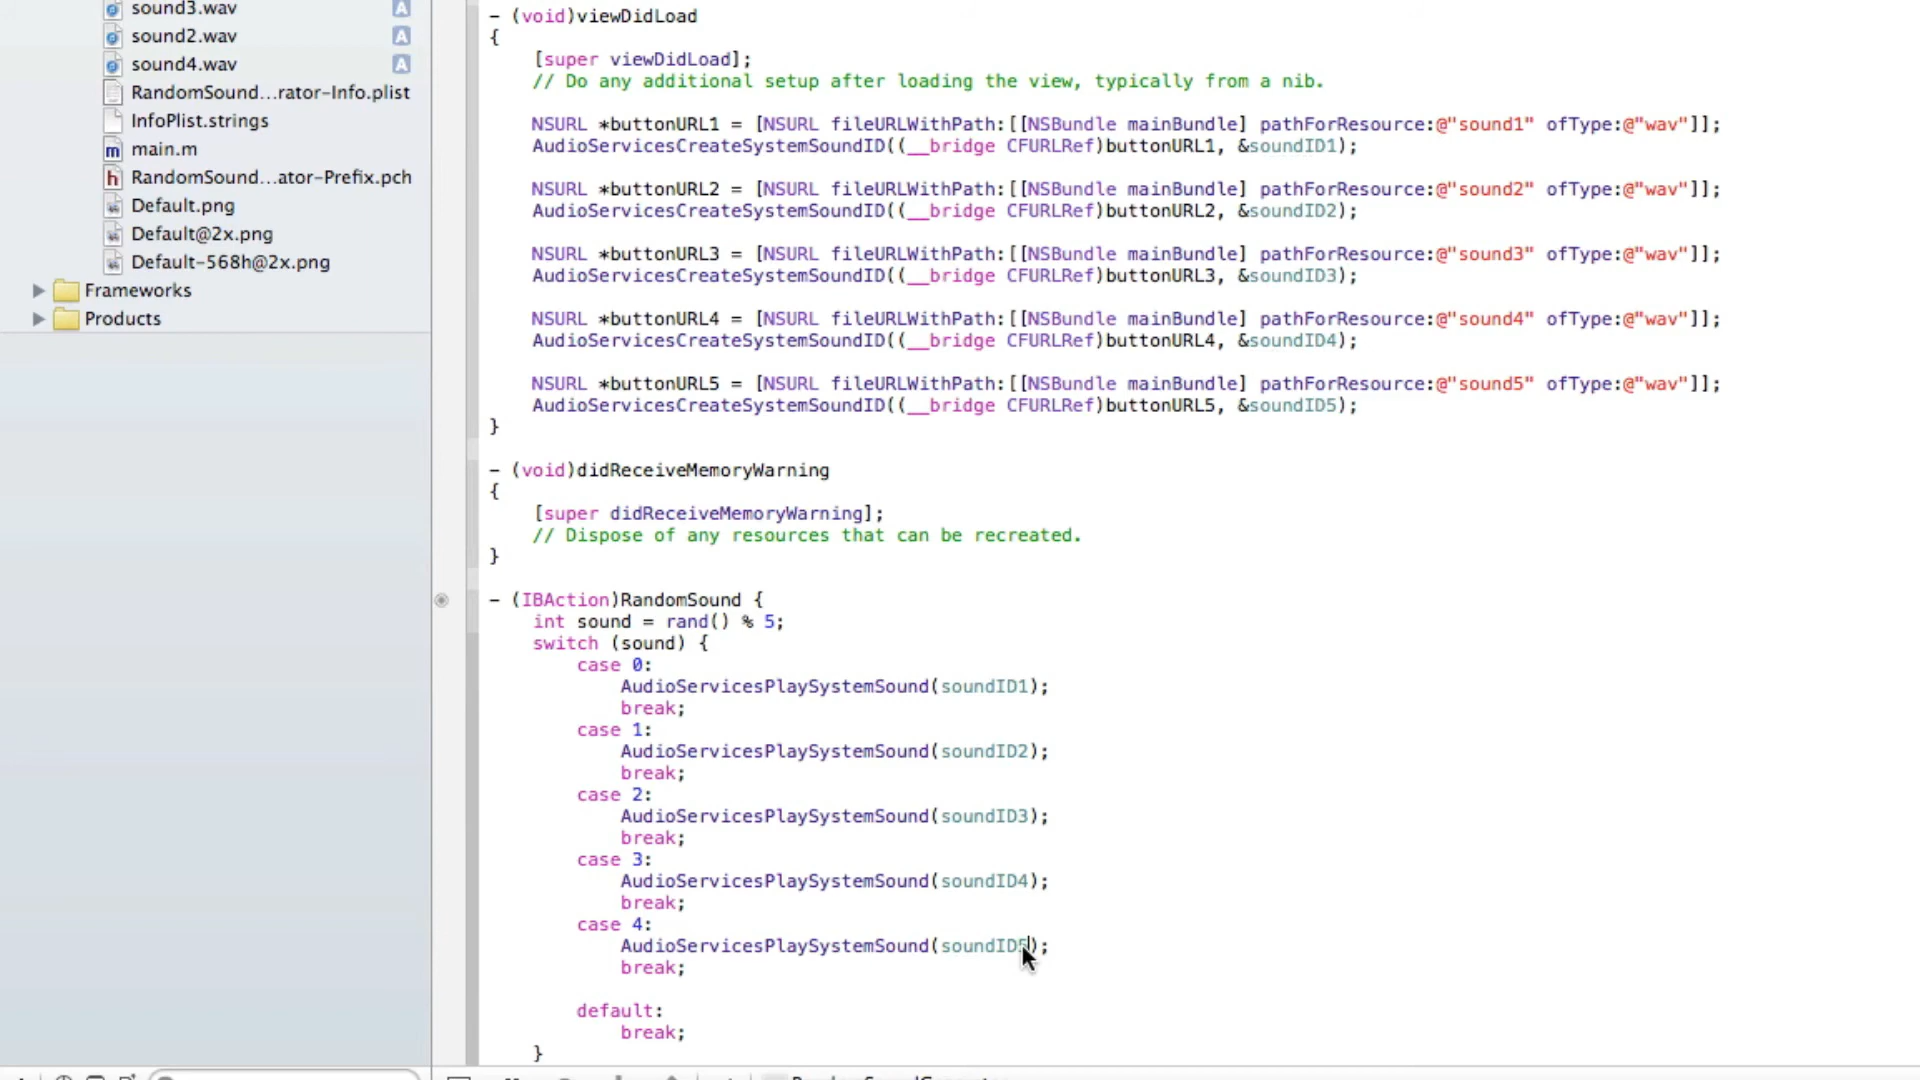 sound3.wav A
sound2.wav A
sound4.wav A
RandomSound...rator-Info.plist
InfoPlist.strings
m main.m
h RandomSound...ator-Prefix.pch
Default.png
Default@2x.png
Default-568h@2x.png
Frameworks
Products
- (void)viewDidLoad
{
[super viewDidLoad];
// Do any additional setup after loading the view, typically from a nib.
NSURL *buttonURL1 = [NSURL fileURLWithPath:[[NSBundle mainBundle] pathForResource:@"sound1" ofType:@"wav"]];
AudioServicesCreateSystemSoundID((__bridge CFURLRef)buttonURL1, &soundID1);
NSURL *buttonURL2 = [NSURL fileURLWithPath:[[NSBundle mainBundle] pathForResource:@"sound2" ofType:@"wav"]];
AudioServicesCreateSystemSoundID((__bridge CFURLRef)buttonURL2, &soundID2);
NSURL *buttonURL3 = [NSURL fileURLWithPath:[[NSBundle mainBundle] pathForResource:@"sound3" ofType:@"wav"]];
AudioServicesCreateSystemSoundID((__bridge CFURLRef)buttonURL3, &soundID3);
NSURL *buttonURL4 = [NSURL fileURLWithPath:[[NSBundle mainBundle] pathForResource:@"sound4" ofType:@"wav"]];
AudioServicesCreateSystemSoundID((__bridge CFURLRef)buttonURL4, &soundID4);
NSURL *buttonURL5 = [NSURL fileURLWithPath:[[NSBundle mainBundle] pathForResource:@"sound5" ofType:@"wav"]];
AudioServicesCreateSystemSoundID((__bridge CFURLRef)buttonURL5, &soundID5);
}
- (void)didReceiveMemoryWarning
{
[super didReceiveMemoryWarning];
// Dispose of any resources that can be recreated.
}
- (IBAction)RandomSound {
int sound = rand() % 5;
switch (sound) {
case 0:
AudioServicesPlaySystemSound(soundID1);
break;
case 1:
AudioServicesPlaySystemSound(soundID2);
break;
case 2:
AudioServicesPlaySystemSound(soundID3);
break;
case 3:
AudioServicesPlaySystemSound(soundID4);
break;
case 4:
AudioServicesPlaySystemSound(soundID5);
break;
default:
break;
}